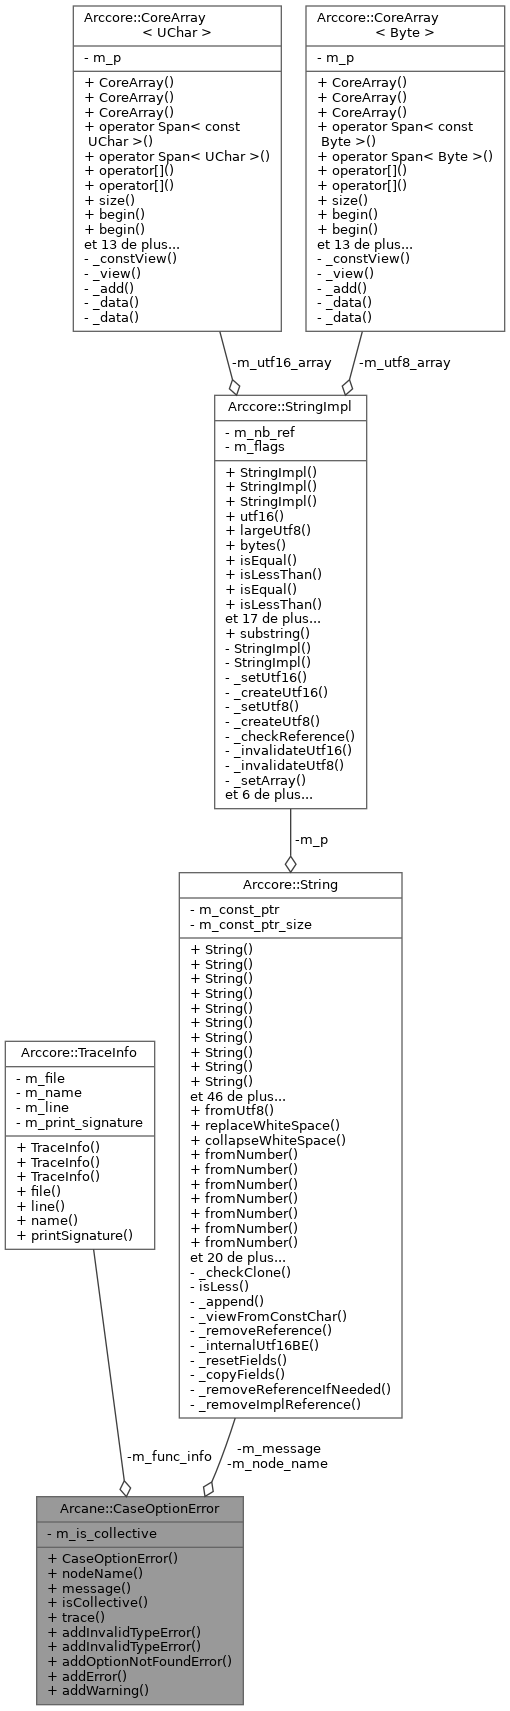 Arccore::CoreArray
< UChar >
- m_p
+ CoreArray()
+ CoreArray()
+ CoreArray()
+ operator Span< const
UChar >()
+ operator Span< UChar >()
+ operator[]()
+ operator[]()
+ size()
+ begin()
+ begin()
et 13 de plus...
- _constView()
- _view()
- _add()
- _data()
- _data()
Arccore::CoreArray
< Byte >
- m_p
+ CoreArray()
+ CoreArray()
+ CoreArray()
+ operator Span< const
Byte >()
+ operator Span< Byte >()
+ operator[]()
+ operator[]()
+ size()
+ begin()
+ begin()
et 13 de plus...
- _constView()
- _view()
- _add()
- _data()
- _data()
-m_utf16_array
-m_utf8_array
Arccore::StringImpl
- m_nb_ref
- m_flags
+ StringImpl()
+ StringImpl()
+ StringImpl()
+ utf16()
+ largeUtf8()
+ bytes()
+ isEqual()
+ isLessThan()
+ isEqual()
+ isLessThan()
et 17 de plus...
+ substring()
- StringImpl()
- StringImpl()
- _setUtf16()
- _createUtf16()
- _setUtf8()
- _createUtf8()
- _checkReference()
- _invalidateUtf16()
- _invalidateUtf8()
- _setArray()
et 6 de plus...
-m_p
Arccore::String
- m_const_ptr
- m_const_ptr_size
+ String()
+ String()
+ String()
+ String()
+ String()
+ String()
+ String()
+ String()
+ String()
+ String()
et 46 de plus...
+ fromUtf8()
+ replaceWhiteSpace()
+ collapseWhiteSpace()
+ fromNumber()
+ fromNumber()
+ fromNumber()
+ fromNumber()
+ fromNumber()
+ fromNumber()
+ fromNumber()
et 20 de plus...
- _checkClone()
- isLess()
- _append()
- _viewFromConstChar()
- _removeReference()
- _internalUtf16BE()
- _resetFields()
- _copyFields()
- _removeReferenceIfNeeded()
- _removeImplReference()
Arccore::TraceInfo
- m_file
- m_name
- m_line
- m_print_signature
+ TraceInfo()
+ TraceInfo()
+ TraceInfo()
+ file()
+ line()
+ name()
+ printSignature()
-m_func_info
-m_message
-m_node_name
Arcane::CaseOptionError
- m_is_collective
+ CaseOptionError()
+ nodeName()
+ message()
+ isCollective()
+ trace()
+ addInvalidTypeError()
+ addInvalidTypeError()
+ addOptionNotFoundError()
+ addError()
+ addWarning()